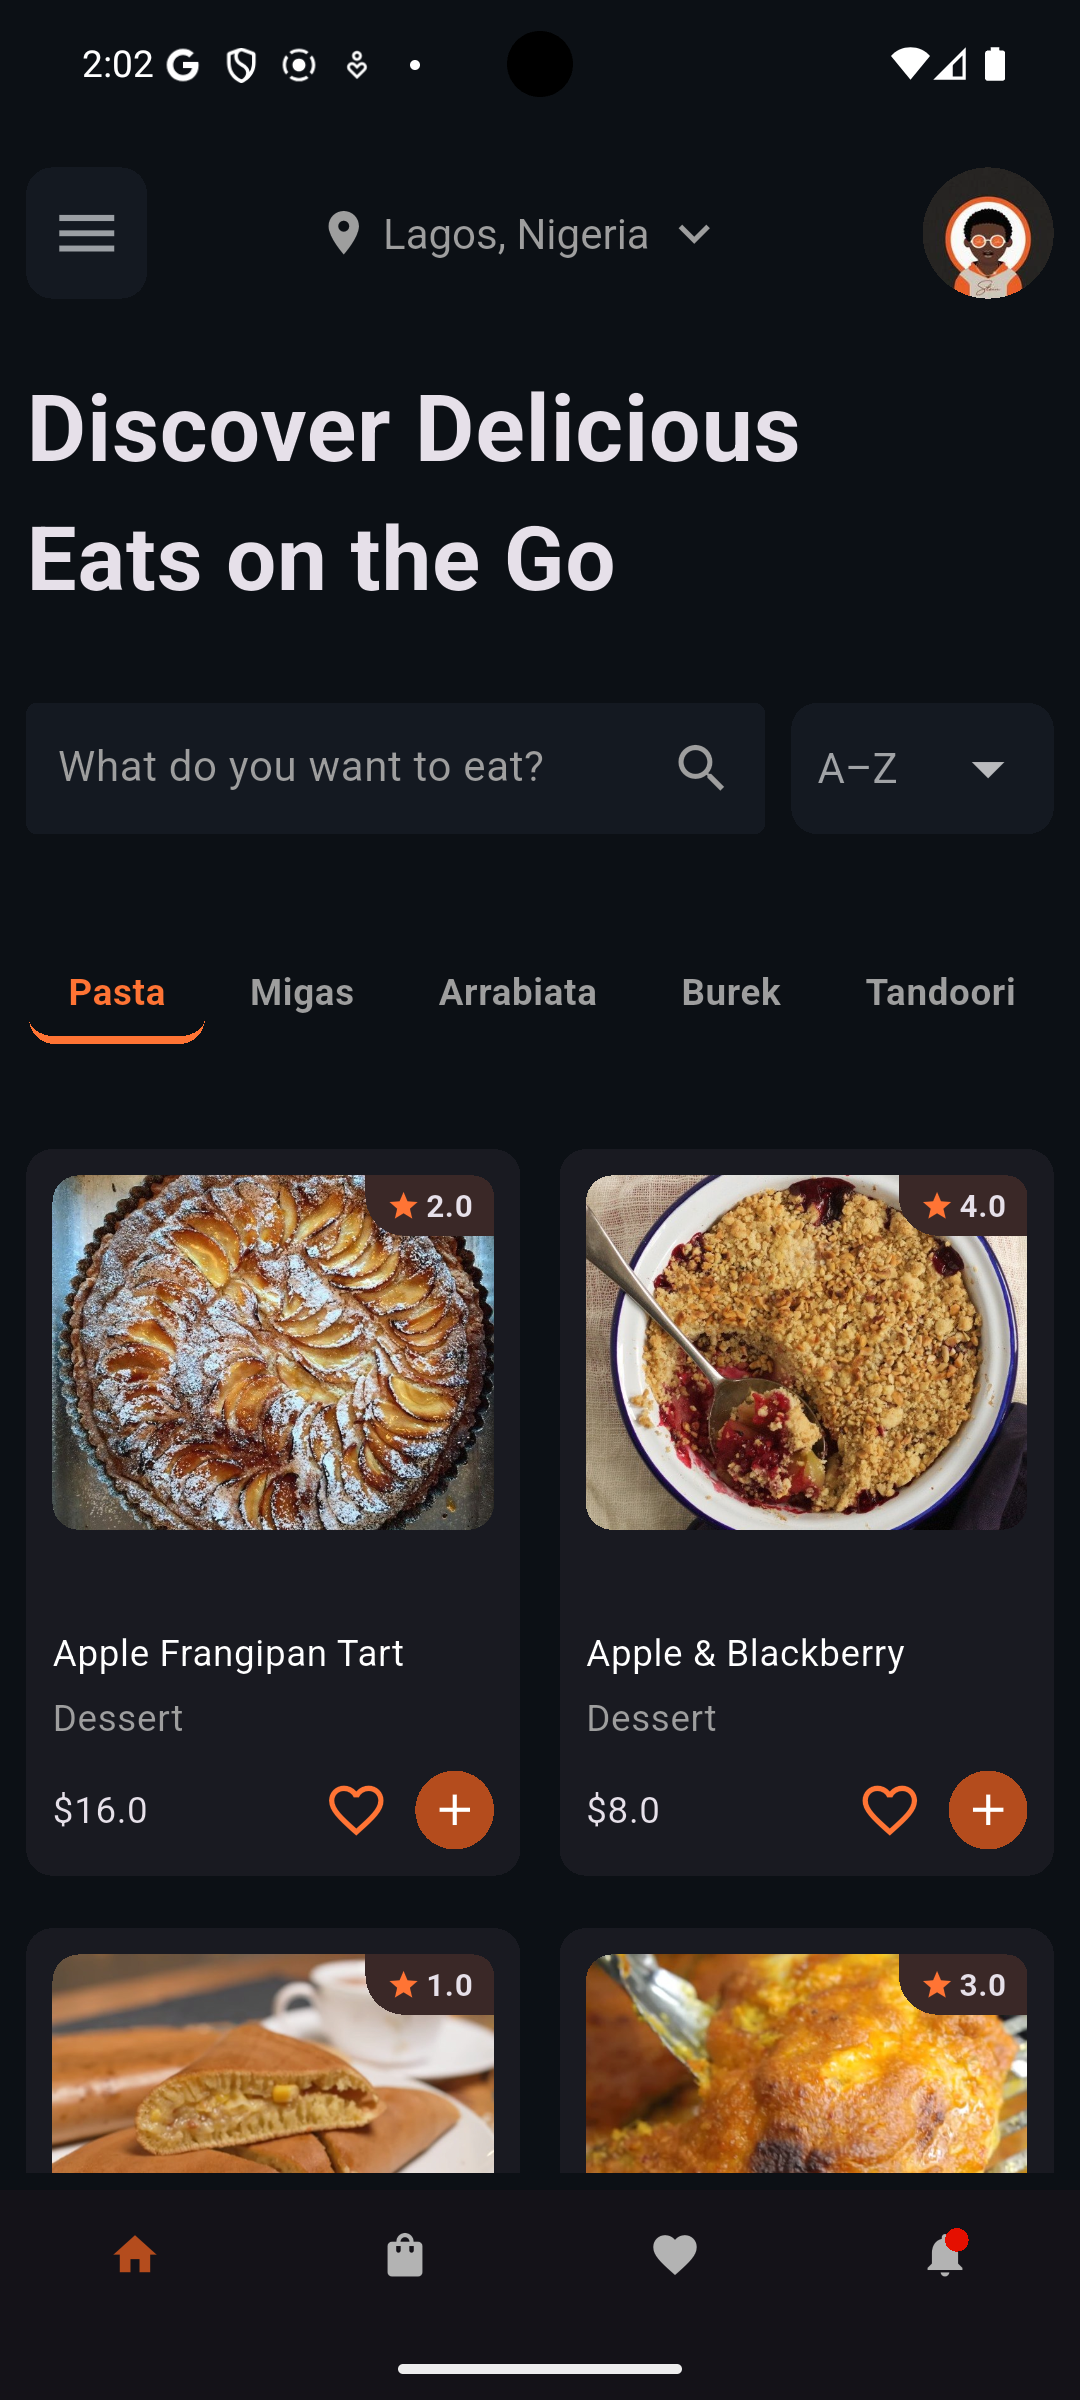 2:02
Lagos, Nigeria
Discover Delicious
Eats on the Go
What do you want to eat?
A–Z
Pasta Migas Arrabiata Burek Tandoori
2.0
4.0
Apple Frangipan Tart
Dessert
$16.0
Apple & Blackberry
Dessert
$8.0
1.0
3.0